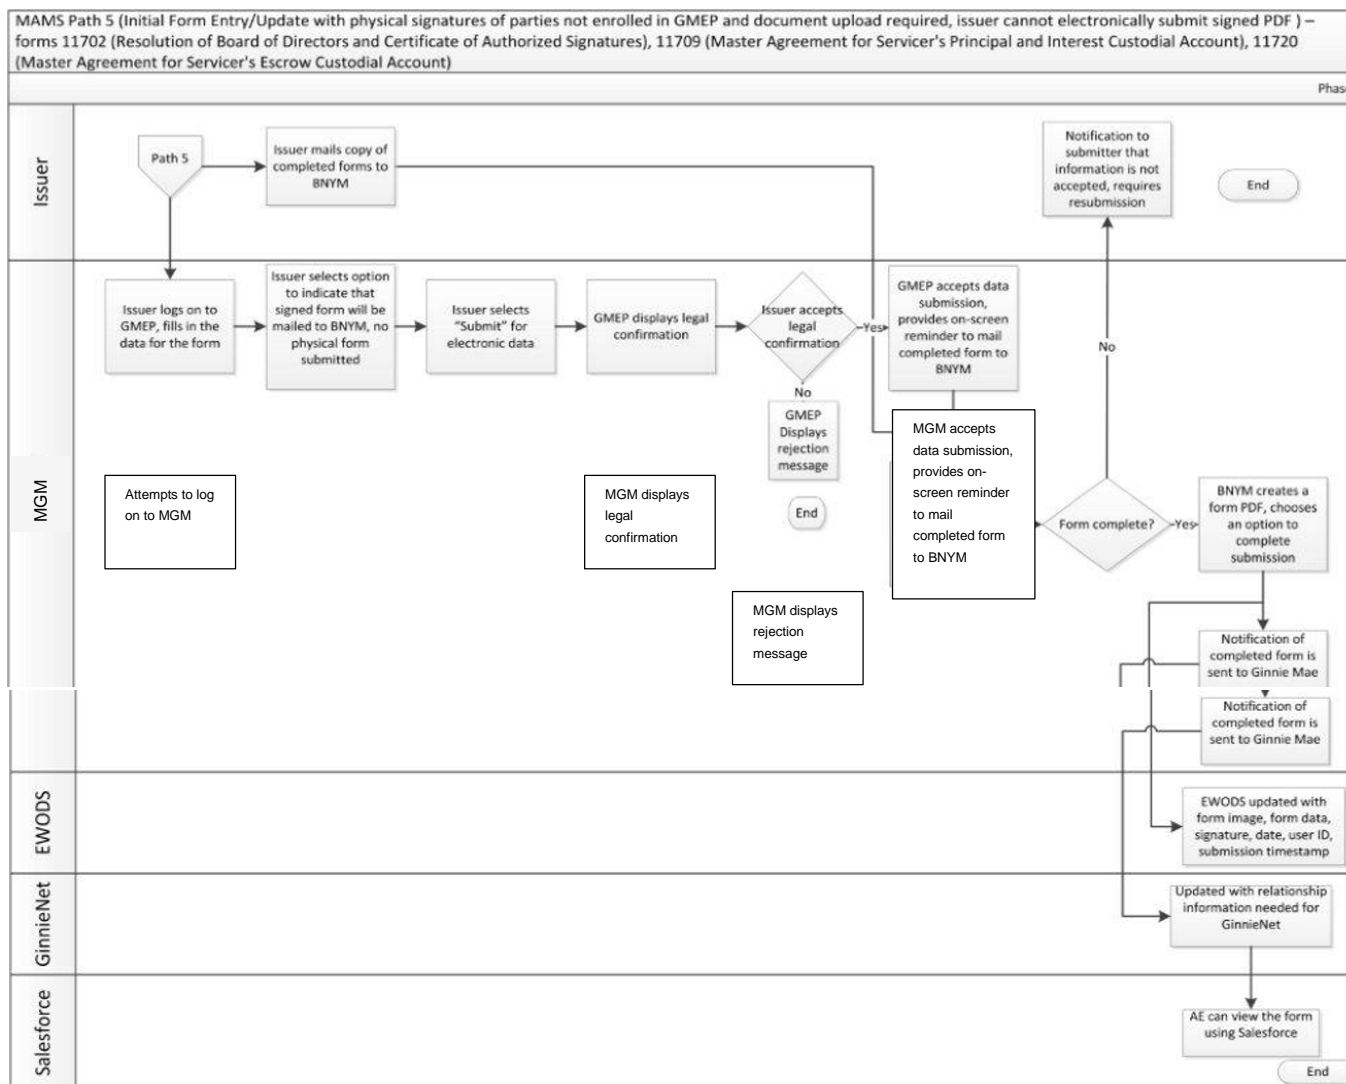 MAMS Path 5 (Initial Form Entry/Update with physical signatures of parties not enrolled in GMEP and document upload required, issuer cannot electronically submit signed PDF ) –
forms 11702 (Resolution of Board of Directors and Certificate of Authorized Signatures), 11709 (Master Agreement for Servicer's Principal and Interest Custodial Account), 11720
(Master Agreement for Servicer's Escrow Custodial Account)
Phase
Issuer
Path 5
Issuer mails copy of
completed forms to
BNYM
Notification to
submitter that
information is not
accepted, requires
resubmission
End
MGM
Issuer logs on to
GMEP, fills in the
data for the form
Issuer selects option
to indicate that
signed form will be
mailed to BNYM, no
physical form
submitted
Issuer selects
"Submit" for
electronic data
GMEP displays legal
confirmation
Issuer accepts
legal
confirmation
Yes
No
GMEP accepts data
submission,
provides on-screen
reminder to mail
completed form to
BNYM
No
GMEP
Displays
rejection
message
End
Attempts to log
on to MGM
MGM displays
legal
confirmation
MGM displays
rejection
message
MGM accepts
data submission,
provides on-
screen reminder
to mail
completed form
to BNYM
Form complete?
Yes
BNYM creates a
form PDF, chooses
an option to
complete
submission
Notification of
completed form is
sent to Ginnie Mae
Notification of
completed form is
sent to Ginnie Mae
EWODS
EWODS updated with
form image, form data,
signature, date, user ID,
submission timestamp
GinnieNet
Updated with relationship
information needed for
GinnieNet
Salesforce
AE can view the form
using Salesforce
End